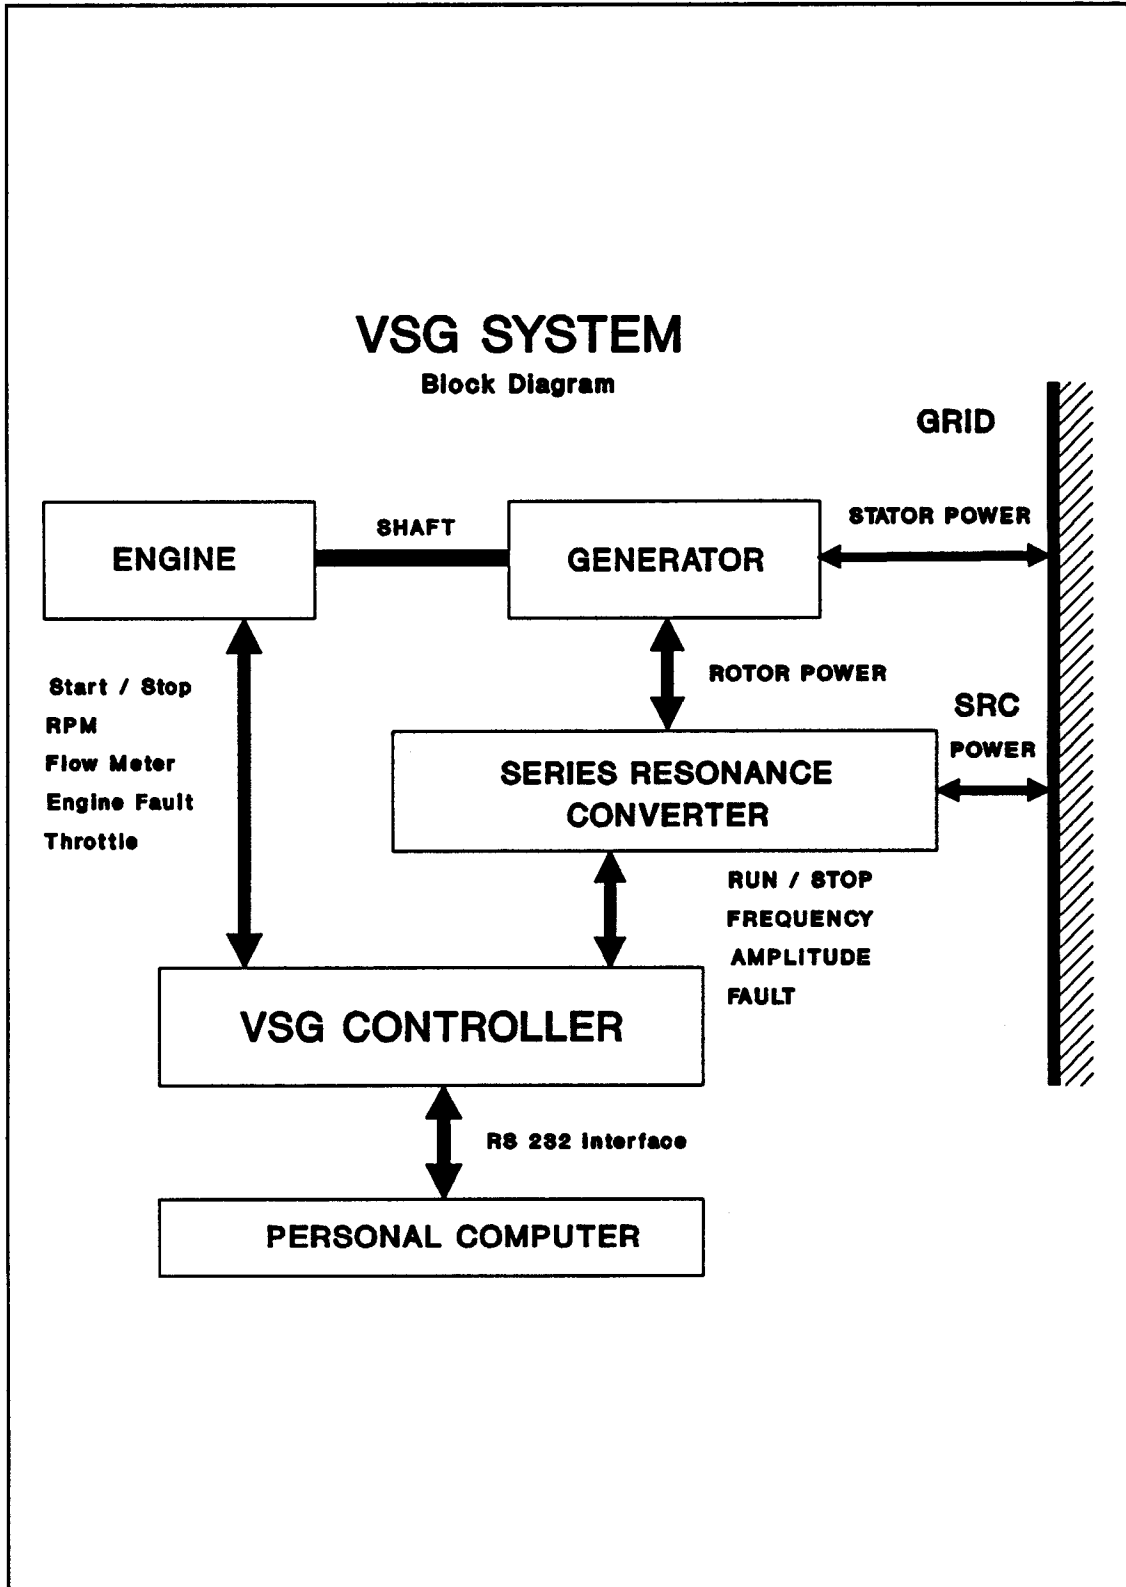 VSG SYSTEM
Block Diagram
GRID
ENGINE
SHAFT
GENERATOR
STATOR POWER
Start / Stop
RPM
Flow Meter
Engine Fault
Throttle
ROTOR POWER
SRC
POWER
SERIES RESONANCE
CONVERTER
RUN / STOP
FREQUENCY
AMPLITUDE
FAULT
VSG CONTROLLER
RS 232 Interface
PERSONAL COMPUTER